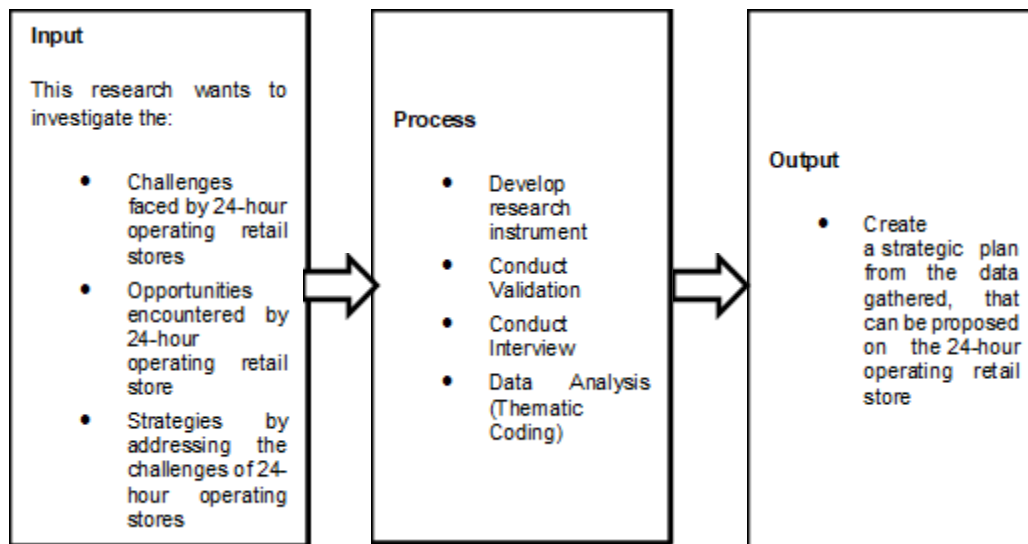 Input
This research wants to
investigate the:
• Challenges
faced by 24-hour
operating retail
stores
• Opportunities
encountered by
24-hour
operating retail
store
• Strategies by
addressing the
challenges of 24-
hour operating
stores
Process
• Develop
research
instrument
• Conduct
Validation
• Conduct
Interview
• Data Analysis
(Thematic
Coding)
Output
• Create
a strategic plan
from the data
gathered, that
can be proposed
on the 24-hour
operating retail
store